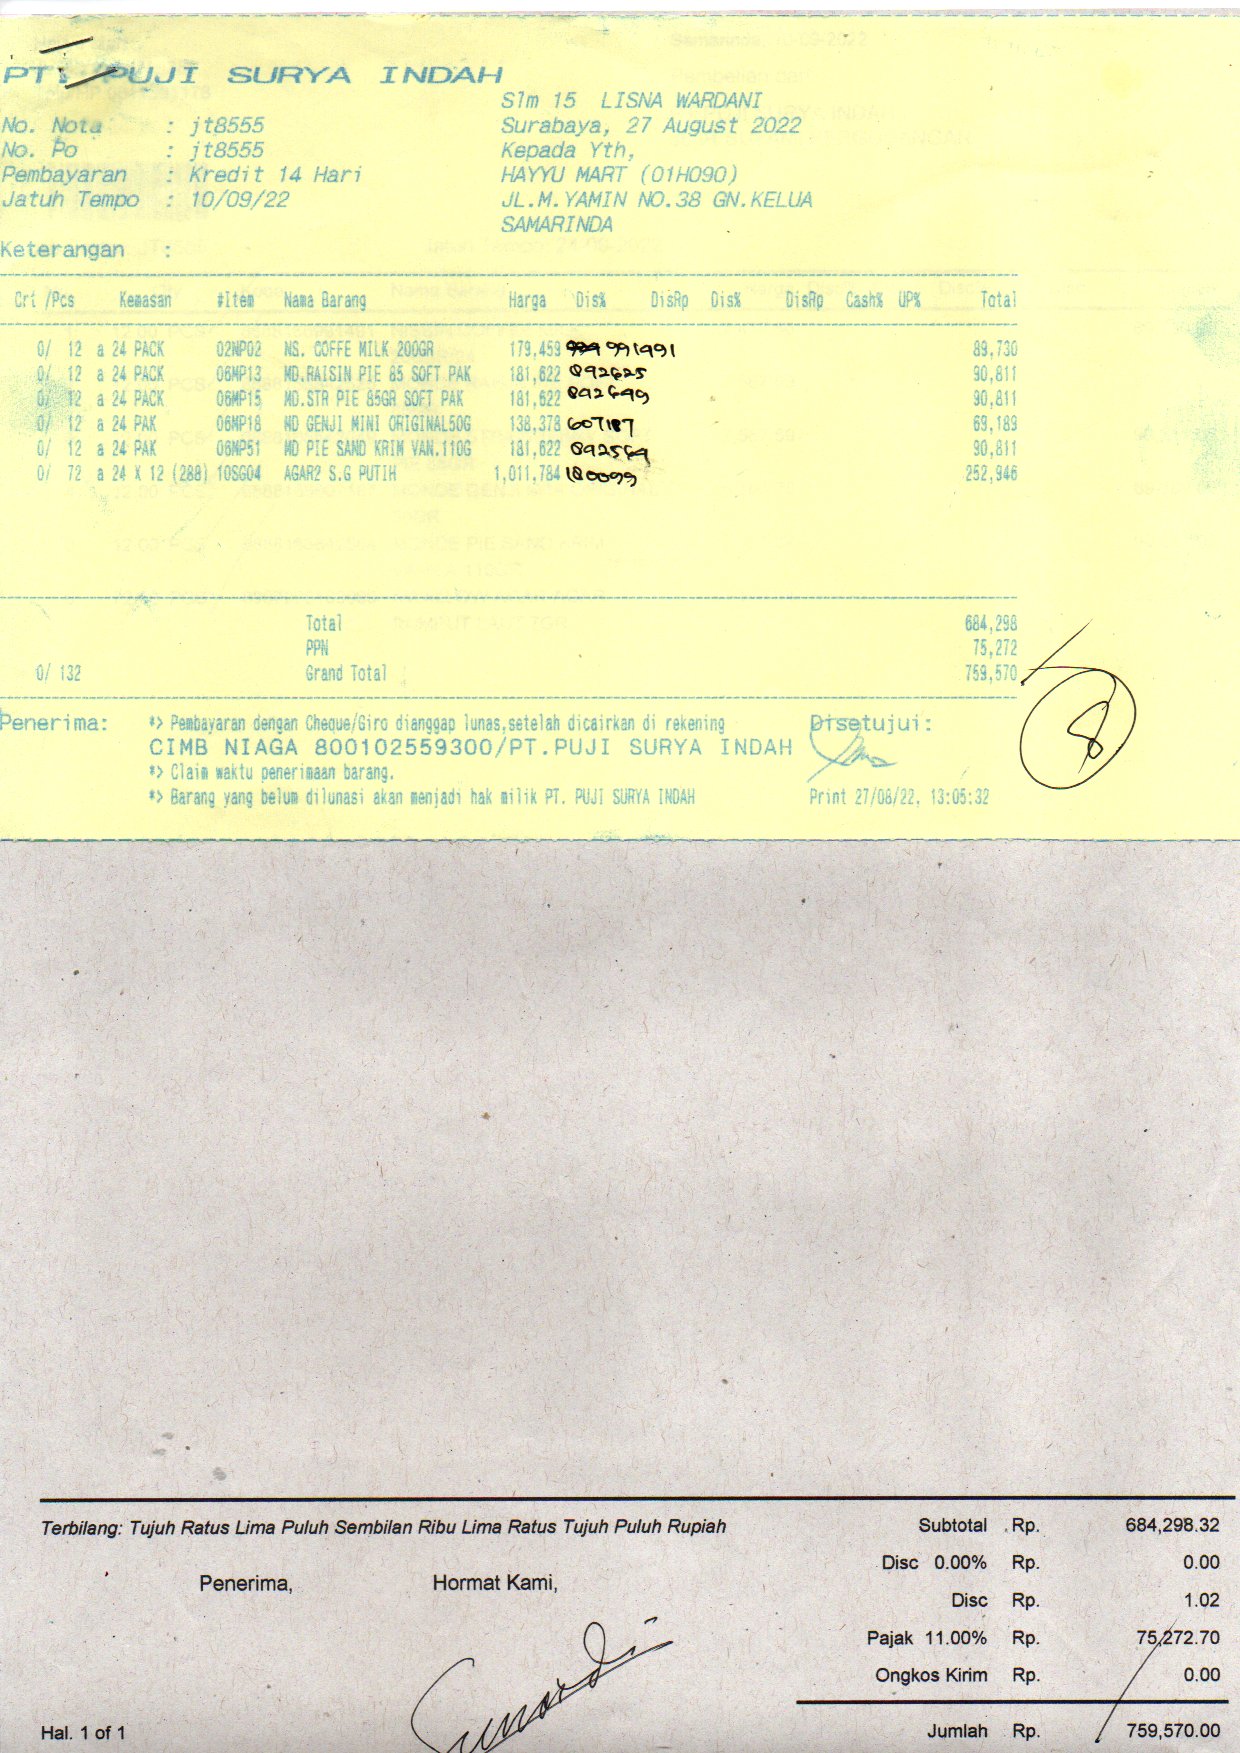 PT. PUJI SURYA INDAH
Slm 15 LISNA WARDANI
No. Nota : jt8555 Surabaya, 27 August 2022
No. Po : jt8555 Kepada Yth,
Pembayaran : Kredit 14 Hari HAYYU MART (01H090)
Jatuh Tempo : 10/09/22 JL.M.YAMIN NO.38 GN.KELUA
SAMARINDA
Keterangan :
Crt /Pcs Kemasan #Item Nama Barang Harga Dis% DisRp Dis% DisRp Cash% UP% Total
0/ 12 a 24 PACK 02NP02 NS. COFFE MILK 200GR 179,459 991491 89,730
0/ 12 a 24 PACK 06MP13 MD.RAISIN PIE 85 SOFT PAK 181,622 892625 90,811
0/ 12 a 24 PACK 06MP15 MD.STR PIE 85GR SOFT PAK 181,622 892649 90,811
0/ 12 a 24 PAK 06MP18 MD GENJI MINI ORIGINAL50G 138,378 607187 69,189
0/ 12 a 24 PAK 06MP51 MD PIE SAND KRIM VAN.110G 181,622 892564 90,811
0/ 72 a 24 X 12 (288) 10SG04 AGAR2 S.G PUTIH 1,011,784 180099 252,946
Total 684,298
PPN 75,272
0/ 132 Grand Total 759,570
Penerima: *> Pembayaran dengan Cheque/Giro dianggap lunas,setelah dicairkan di rekening Disetujui:
CIMB NIAGA 800102559300/PT.PUJI SURYA INDAH
*> Claim waktu penerimaan barang.
*> Barang yang belum dilunasi akan menjadi hak milik PT. PUJI SURYA INDAH Print 27/08/22, 13:05:32
8
Terbilang: Tujuh Ratus Lima Puluh Sembilan Ribu Lima Ratus Tujuh Puluh Rupiah Subtotal Rp. 684,298.32
Disc 0.00% Rp. 0.00
Penerima, Hormat Kami,
Disc Rp. 1.02
Pajak 11.00% Rp. 75,272.70
Ongkos Kirim Rp. 0.00
Hal. 1 of 1 Jumlah Rp. 759,570.00